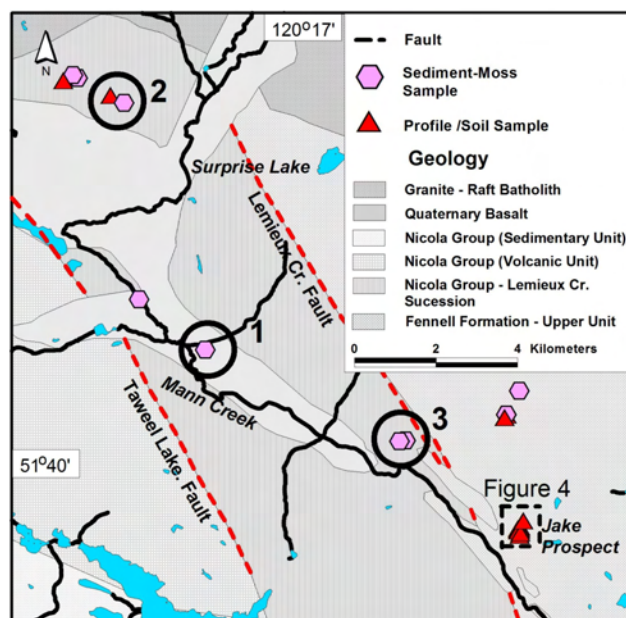 120°17'
N
2
Surprise Lake
Lemieux Cr. Fault
1
Mann Creek
Taweel Lake. Fault
51°40'
3
Figure 4
Jake
Prospect
Fault
Sediment-Moss
Sample
Profile /Soil Sample
Geology
Granite - Raft Batholith
Quaternary Basalt
Nicola Group (Sedimentary Unit)
Nicola Group (Volcanic Unit)
Nicola Group - Lemieux Cr.
Sucession
Fennell Formation - Upper Unit
0 2 4 Kilometers